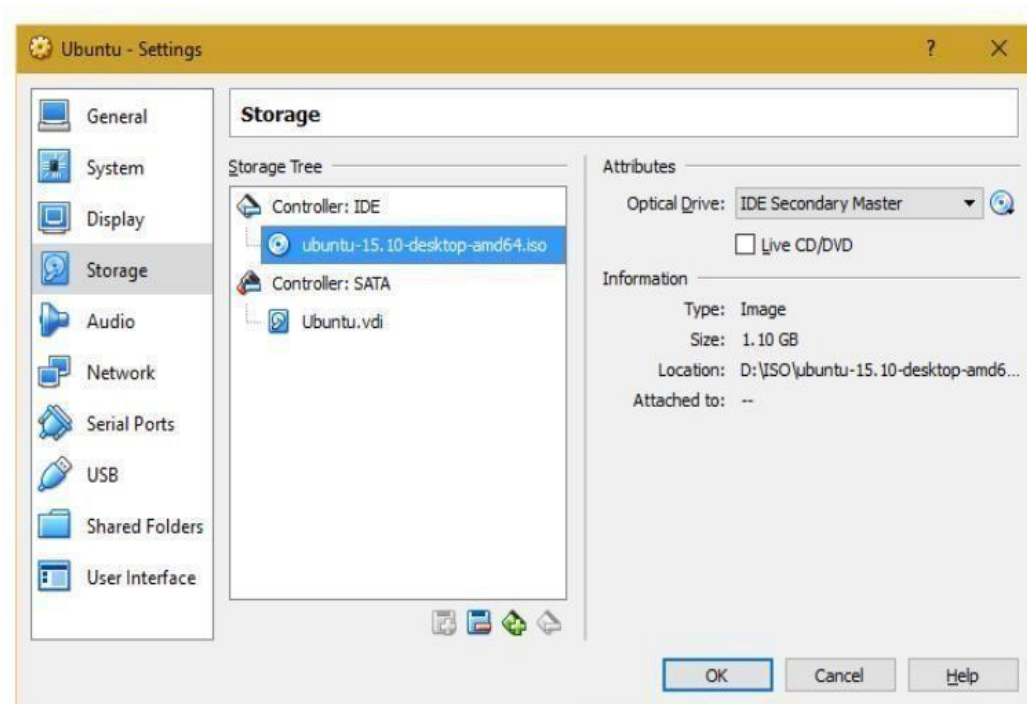 Ubuntu - Settings
?
General
System
Display
Storage
Audio
Network
Serial Ports
USB
Shared Folders
User Interface
Storage
Storage Tree
Controller: IDE
ubuntu-15.10-desktop-amd64.iso
Controller: SATA
Ubuntu.vdi
Attributes
Optical Drive: IDE Secondary Master
Live CD/DVD
Information
Type: Image
Size: 1.10 GB
Location: D:\ISO\ubuntu-15.10-desktop-amd6...
Attached to: --
OK Cancel Help